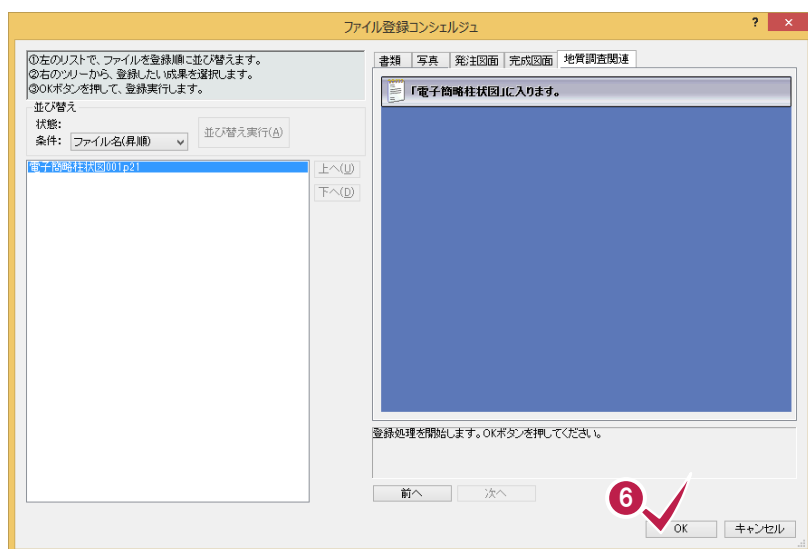 ファイル登録コンシェルジュ
? ×
①左のリストで、ファイルを登録順に並び替えます。
②右のツリーから、登録したい成果を選択します。
③OKボタンを押して、登録実行します。
並び替え
状態:
条件: ファイル名(昇順)
並び替え実行(A)
電子簡略柱状図001.p21
上へ(U)
下へ(D)
書類 写真 発注図面 完成図面 地質調査関連
「電子簡略柱状図」に入ります。
登録処理を開始します。OKボタンを押してください。
前へ 次へ
6
OK キャンセル